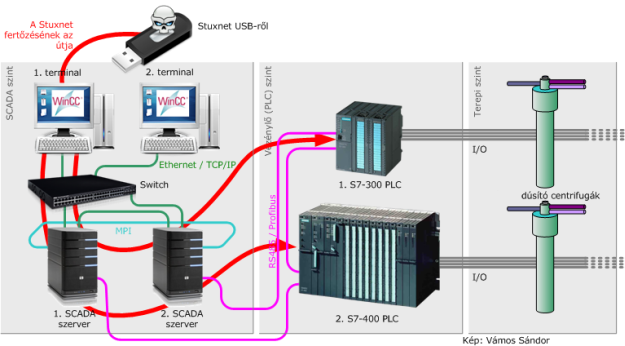 A Stuxnet
fertőzésének az
útja
Stuxnet USB-ről
SCADA szint
1. terminal
2. terminal
WinCC
WinCC
Ethernet / TCP/IP
Switch
MPI
1. SCADA
szerver
2. SCADA
szerver
Vezénylő (PLC) szint
RS485 / Profibus
1. S7-300 PLC
2. S7-400 PLC
Terepi szint
I/O
dúsító centrifugák
I/O
Kép: Vámos Sándor